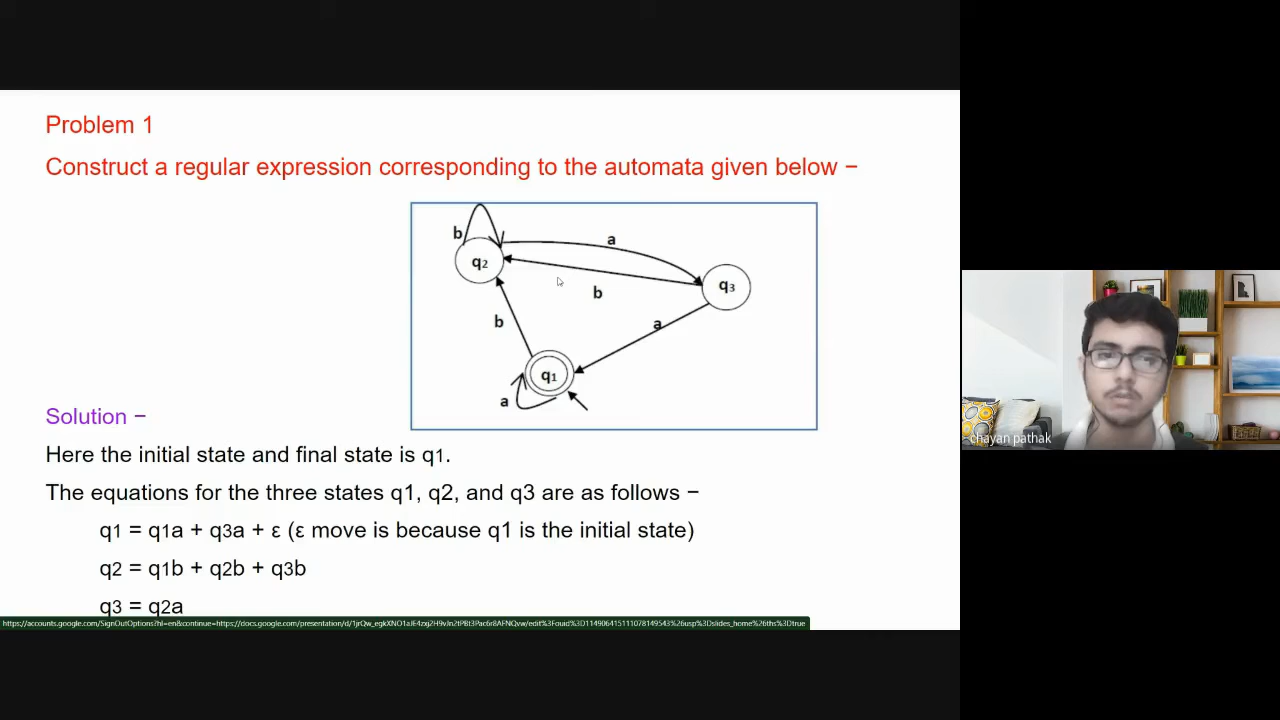 Problem 1
Construct a regular expression corresponding to the automata given below −
b
a
q2
q3
b
b
a
q1
a
Solution −
chayan pathak
Here the initial state and final state is q1.
The equations for the three states q1, q2, and q3 are as follows −
q1 = q1a + q3a + ε (ε move is because q1 is the initial state)
q2 = q1b + q2b + q3b
q3 = q2a